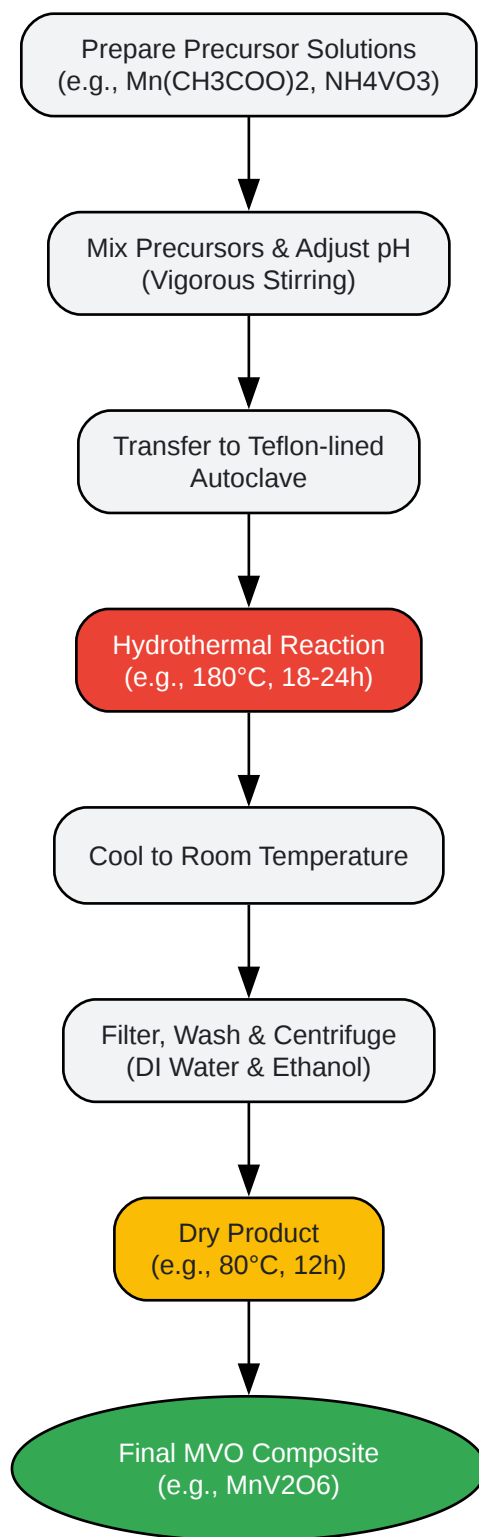 Prepare Precursor Solutions
(e.g., Mn(CH3COO)2, NH4VO3)
Mix Precursors & Adjust pH
(Vigorous Stirring)
Transfer to Teflon-lined
Autoclave
Hydrothermal Reaction
(e.g., 180°C, 18-24h)
Cool to Room Temperature
Filter, Wash & Centrifuge
(DI Water & Ethanol)
Dry Product
(e.g., 80°C, 12h)
Final MVO Composite
(e.g., MnV2O6)